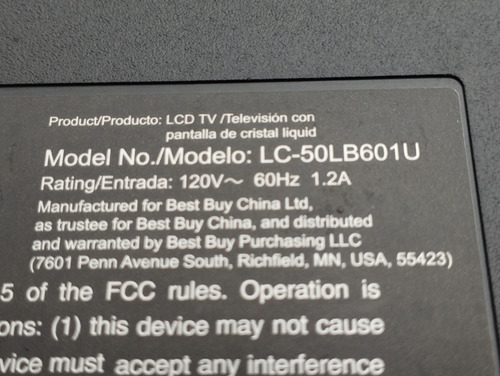 Product/Producto: LCD TV /Televisión con
pantalla de cristal liquid
Model No./Modelo: LC-50LB601U
Rating/Entrada: 120V～ 60Hz 1.2A
Manufactured for Best Buy China Ltd,
as trustee for Best Buy China, and distributed
and warranted by Best Buy Purchasing LLC
(7601 Penn Avenue South, Richfield, MN, USA, 55423)
5 of the FCC rules. Operation is
ons: (1) this device may not cause
vice must accept any interference